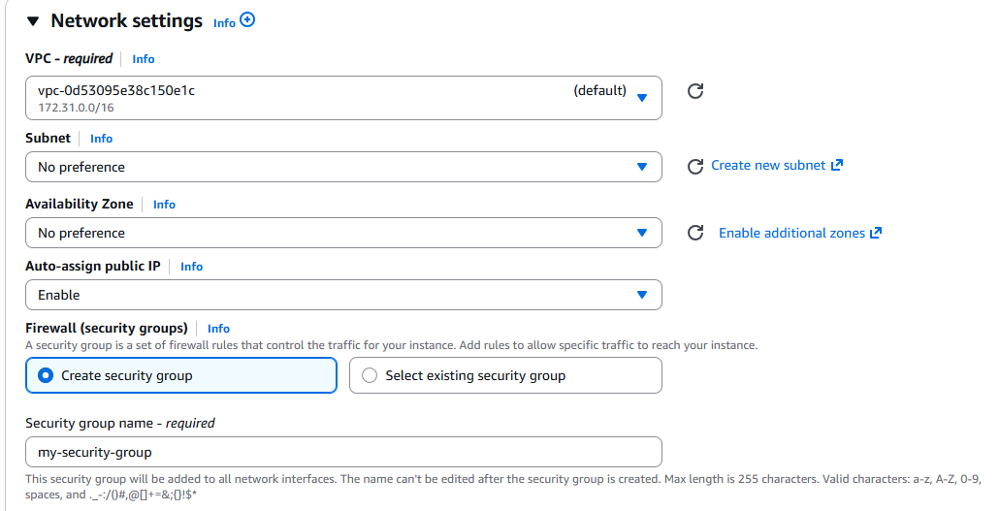 Network settings Info
VPC - required Info
vpc-0d53095e38c150e1c (default)
172.31.0.0/16
Subnet Info
No preference
Create new subnet
Availability Zone Info
No preference
Enable additional zones
Auto-assign public IP Info
Enable
Firewall (security groups) Info
A security group is a set of firewall rules that control the traffic for your instance. Add rules to allow specific traffic to reach your instance.
Create security group
Select existing security group
Security group name - required
my-security-group
This security group will be added to all network interfaces. The name can't be edited after the security group is created. Max length is 255 characters. Valid characters: a-z, A-Z, 0-9,
spaces, and ._-:/()#,@[]+=&;{}!$*